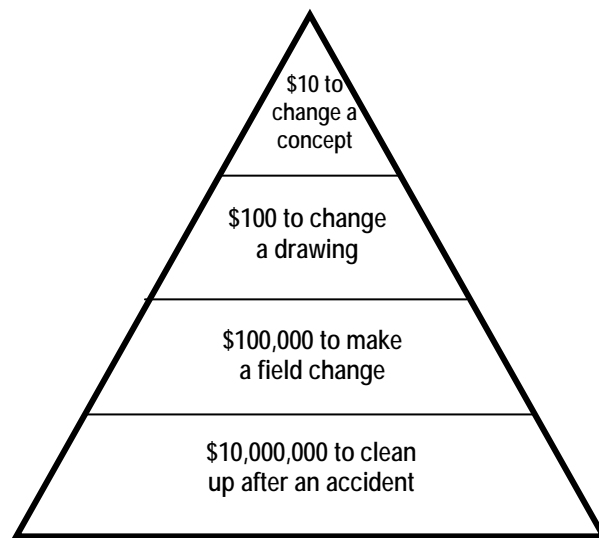 $10 to
change a
concept
$100 to change
a drawing
$100,000 to make
a field change
$10,000,000 to clean
up after an accident